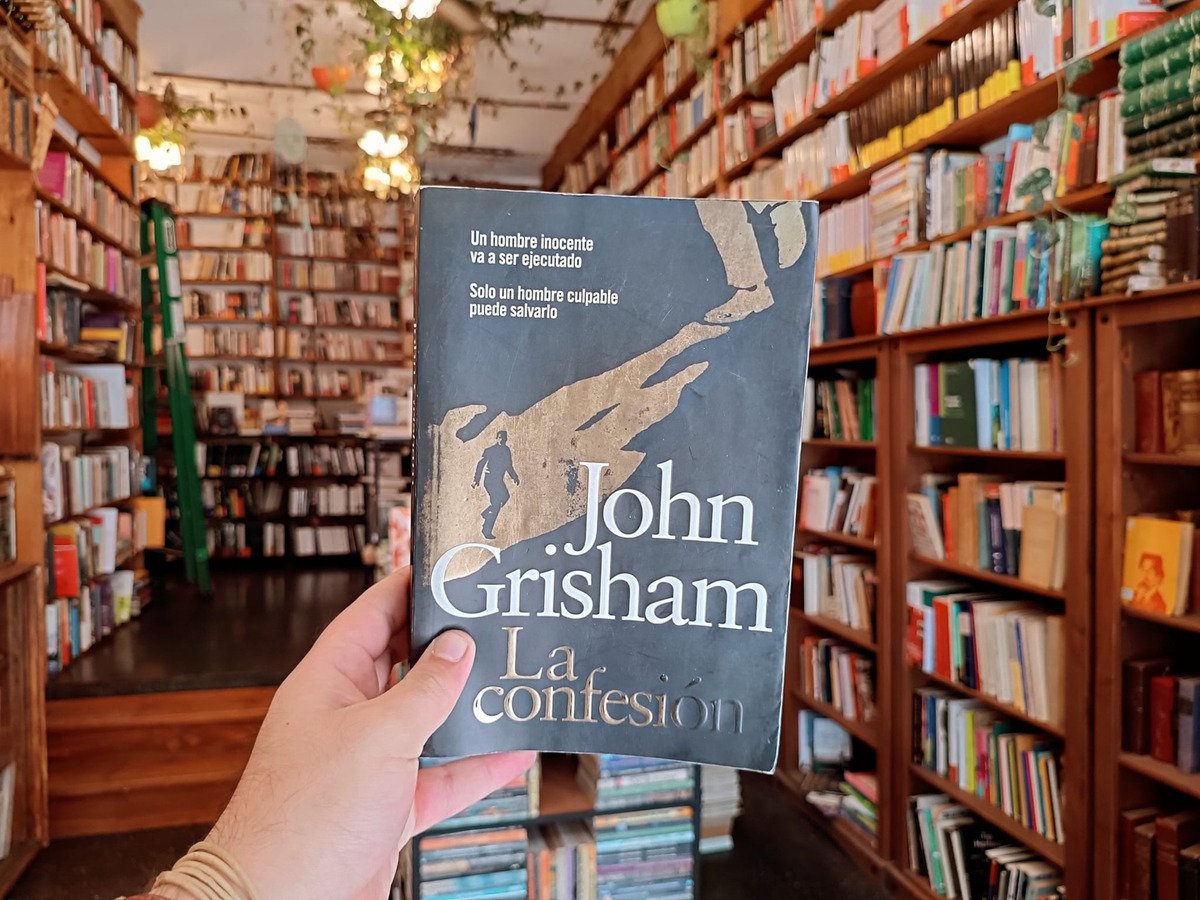 Un hombre inocente
va a ser ejecutado
Solo un hombre culpable
puede salvarlo
John
Grisham
La
confesión